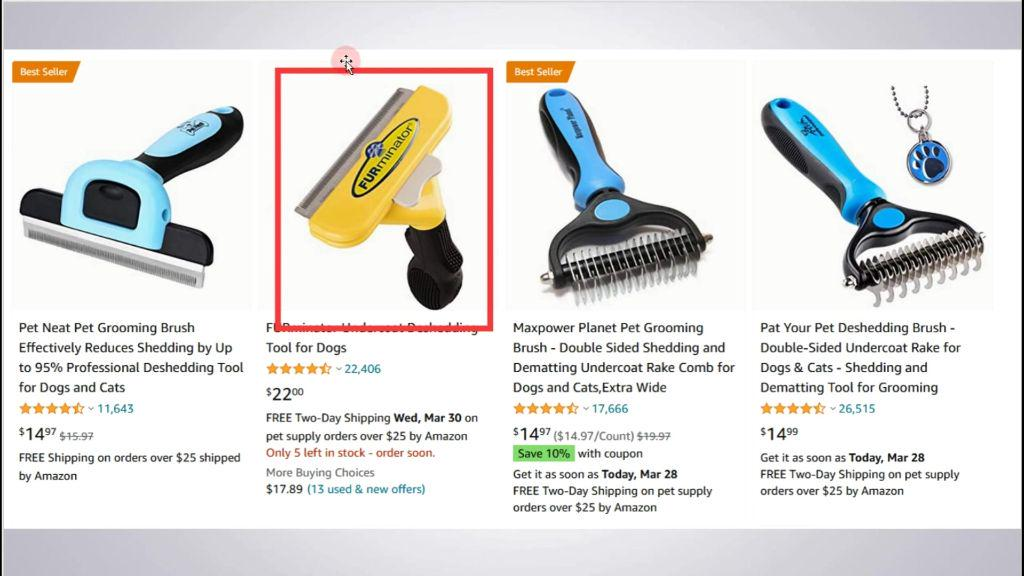 Best Seller
FURminator
Best Seller
Pet Neat Pet Grooming Brush
Effectively Reduces Shedding by Up
to 95% Professional Deshedding Tool
for Dogs and Cats
11,643
$14.97 $15.97
FREE Shipping on orders over $25 shipped
by Amazon
FURminator Undercoat Deshedding
Tool for Dogs
22,406
$22.00
FREE Two-Day Shipping Wed, Mar 30 on
pet supply orders over $25 by Amazon
Only 5 left in stock - order soon.
More Buying Choices
$17.89 (13 used & new offers)
Maxpower Planet Pet Grooming
Brush - Double Sided Shedding and
Dematting Undercoat Rake Comb for
Dogs and Cats,Extra Wide
17,666
$14.97 ($14.97/Count) $19.97
Save 10% with coupon
Get it as soon as Today, Mar 28
FREE Two-Day Shipping on pet supply
orders over $25 by Amazon
Pat Your Pet Deshedding Brush -
Double-Sided Undercoat Rake for
Dogs & Cats - Shedding and
Dematting Tool for Grooming
26,515
$14.99
Get it as soon as Today, Mar 28
FREE Two-Day Shipping on pet supply
orders over $25 by Amazon